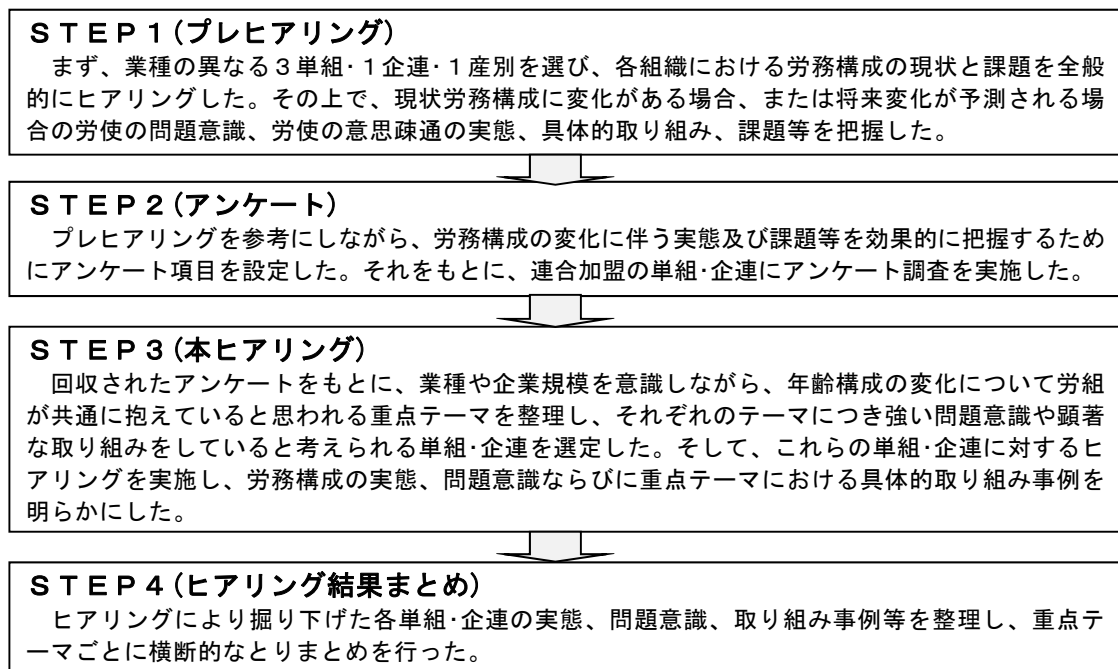 ＳＴＥＰ１(プレヒアリング)
　まず、業種の異なる３単組･１企連･１産別を選び、各組織における労務構成の現状と課題を全般
的にヒアリングした。その上で、現状労務構成に変化がある場合、または将来変化が予測される場
合の労使の問題意識、労使の意思疎通の実態、具体的取り組み、課題等を把握した。
ＳＴＥＰ２(アンケート)
　プレヒアリングを参考にしながら、労務構成の変化に伴う実態及び課題等を効果的に把握するため
にアンケート項目を設定した。それをもとに、連合加盟の単組･企連にアンケート調査を実施した。
ＳＴＥＰ３(本ヒアリング)
　回収されたアンケートをもとに、業種や企業規模を意識しながら、年齢構成の変化について労組
が共通に抱えていると思われる重点テーマを整理し、それぞれのテーマにつき強い問題意識や顕著
な取り組みをしていると考えられる単組･企連を選定した。そして、これらの単組･企連に対するヒ
アリングを実施し、労務構成の実態、問題意識ならびに重点テーマにおける具体的取り組み事例を
明らかにした。
ＳＴＥＰ４(ヒアリング結果まとめ)
　ヒアリングにより掘り下げた各単組･企連の実態、問題意識、取り組み事例等を整理し、重点テ
ーマごとに横断的なとりまとめを行った。